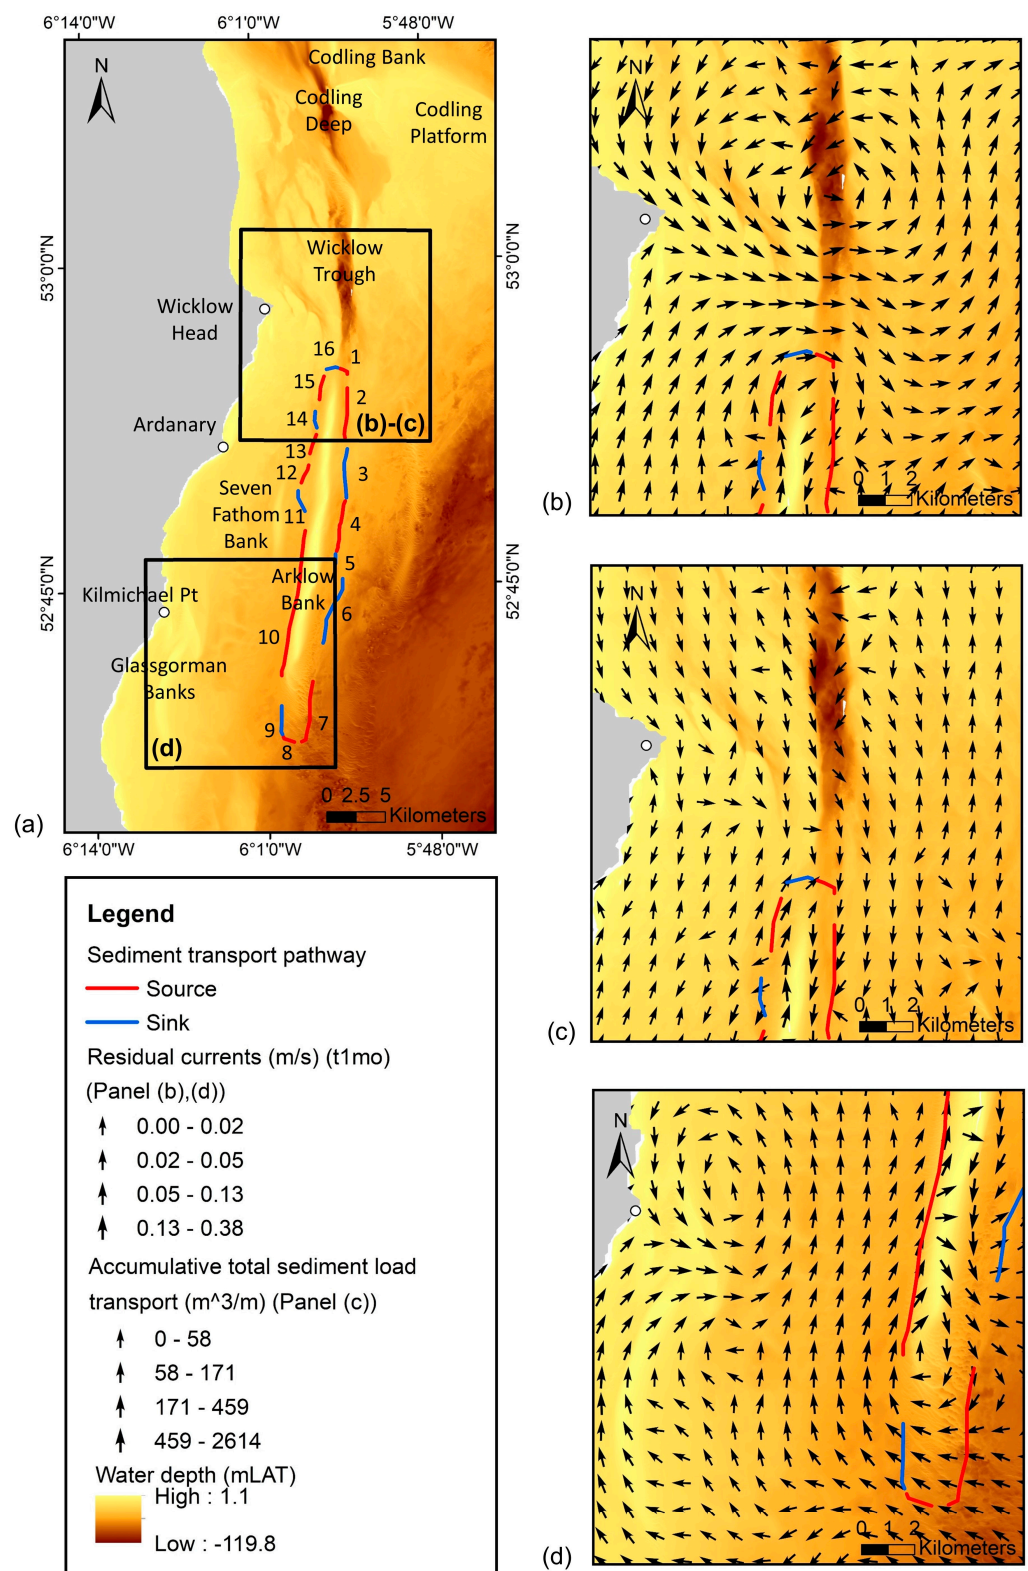 6°14'0"W 6°1'0"W 5°48'0"W
N
Codling Bank
Codling
Deep
Codling
Platform
53°0'0"N
53°0'0"N
Wicklow
Trough
Wicklow
Head
16
1
15
2
14
(b)-(c)
Ardanary
13
12
3
Seven
Fathom
Bank
11
4
5
52°45'0"N
52°45'0"N
Arklow
Bank
Kilmichael Pt
6
10
Glassgorman
Banks
9
7
8
(d)
0 2.5 5
Kilometers
(a)
6°14'0"W 6°1'0"W 5°48'0"W
Legend
Sediment transport pathway
Source
Sink
Residual currents (m/s) (t1mo)
(Panel (b),(d))
0.00 - 0.02
0.02 - 0.05
0.05 - 0.13
0.13 - 0.38
Accumulative total sediment load
transport (m^3/m) (Panel (c))
0 - 58
58 - 171
171 - 459
459 - 2614
Water depth (mLAT)
High : 1.1
Low : -119.8
N
0 1 2
Kilometers
(b)
N
0 1 2
Kilometers
(c)
N
0 1 2
Kilometers
(d)